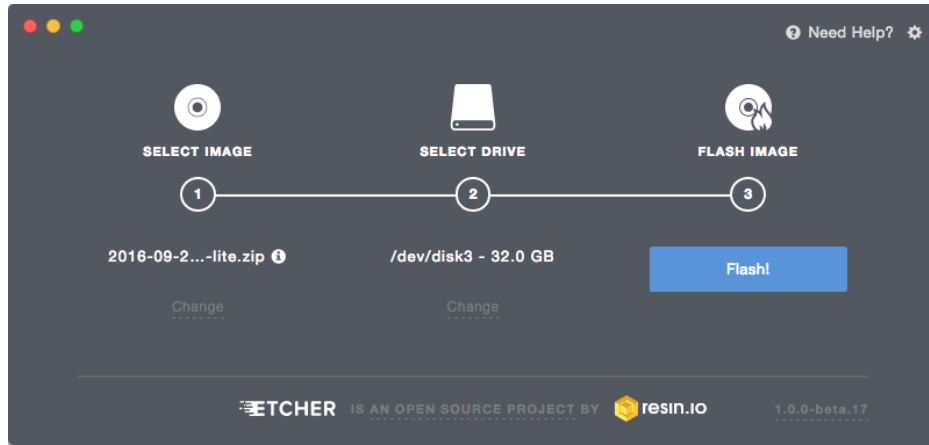 Need Help?
SELECT IMAGE SELECT DRIVE FLASH IMAGE
1 2 3
2016-09-2...-lite.zip /dev/disk3 - 32.0 GB Flash!
Change Change
ETCHER IS AN OPEN SOURCE PROJECT BY resin.io 1.0.0-beta.17